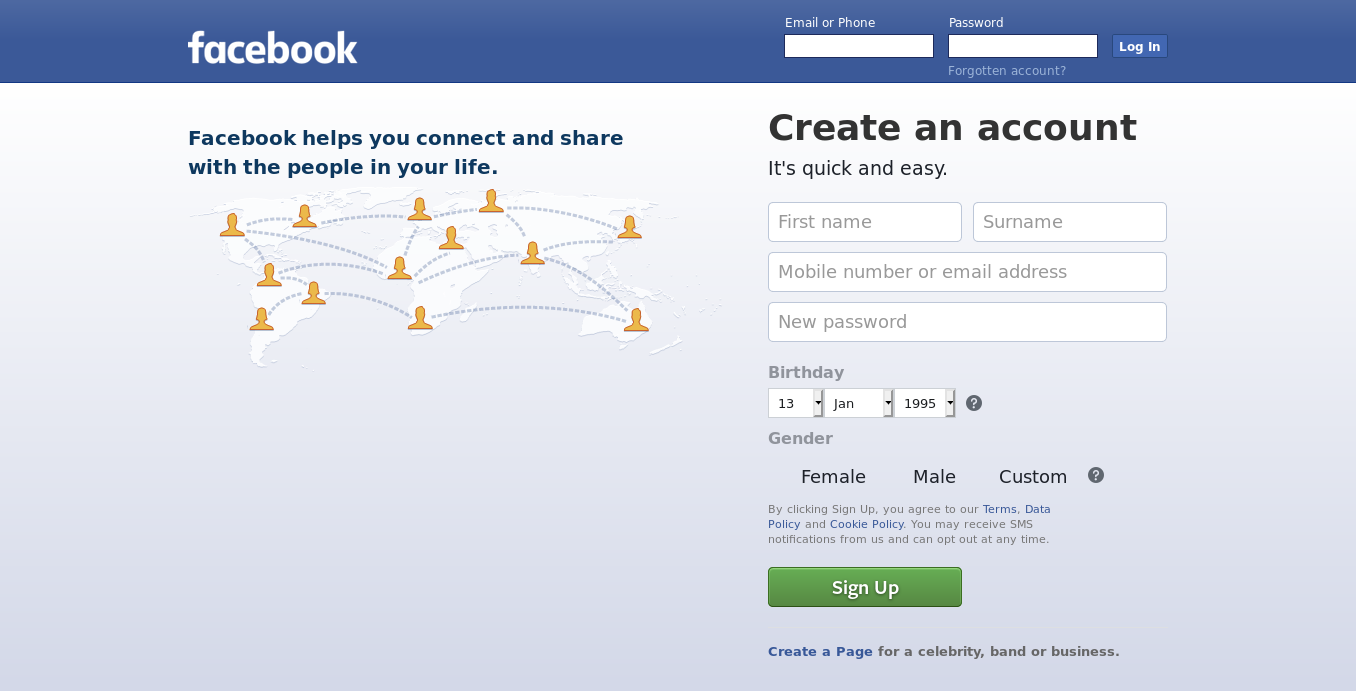 facebook
Email or Phone
Password
Log In
Forgotten account?
Facebook helps you connect and share
with the people in your life.
Create an account
It's quick and easy.
First name
Surname
Mobile number or email address
New password
Birthday
13 Jan 1995
Gender
Female Male Custom
By clicking Sign Up, you agree to our Terms, Data
Policy and Cookie Policy. You may receive SMS
notifications from us and can opt out at any time.
Sign Up
Create a Page for a celebrity, band or business.